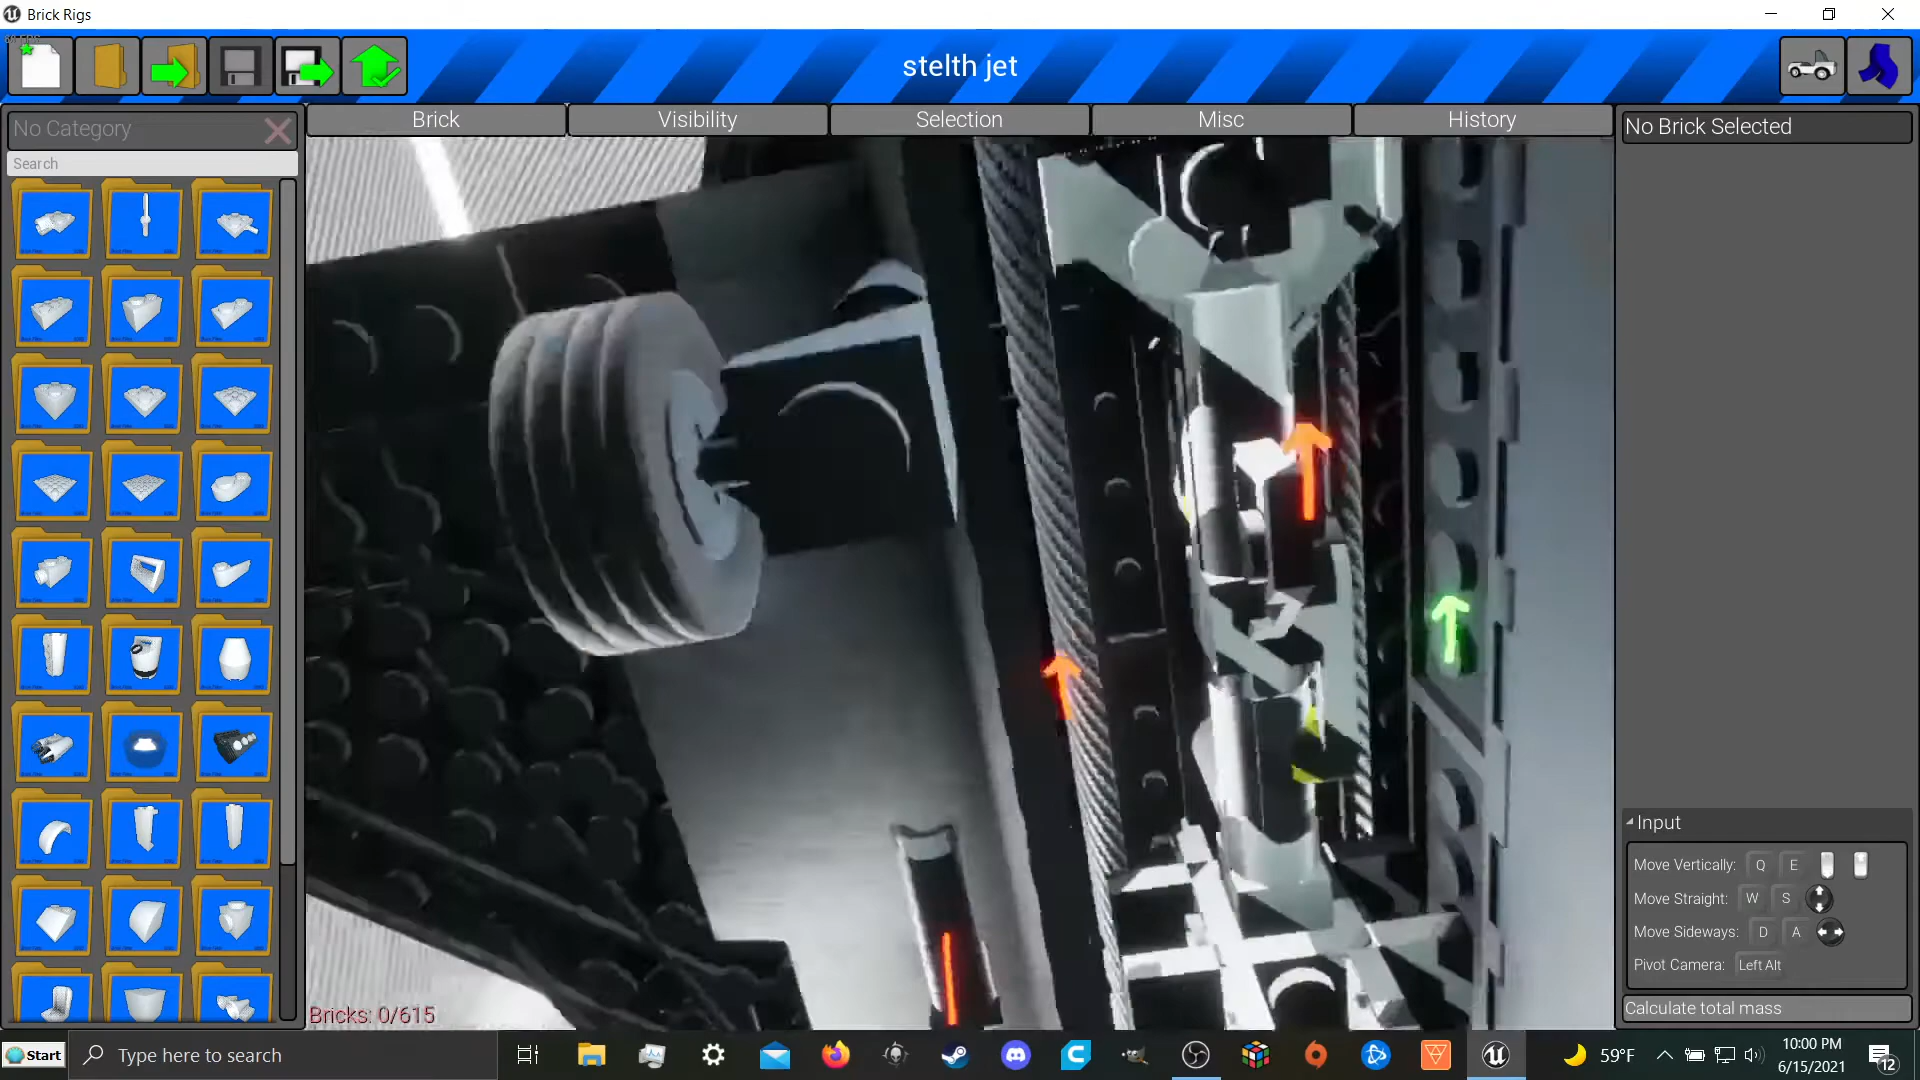 Brick Rigs
stelth jet
No Category
Search
Brick
Visibility
Selection
Misc
History
No Brick Selected
Bricks: 0/615
Input
Move Vertically: Q E
Move Straight: W S
Move Sideways: D A
Pivot Camera: Left Alt
Calculate total mass
Start
Type here to search
59°F
10:00 PM
6/15/2021
12